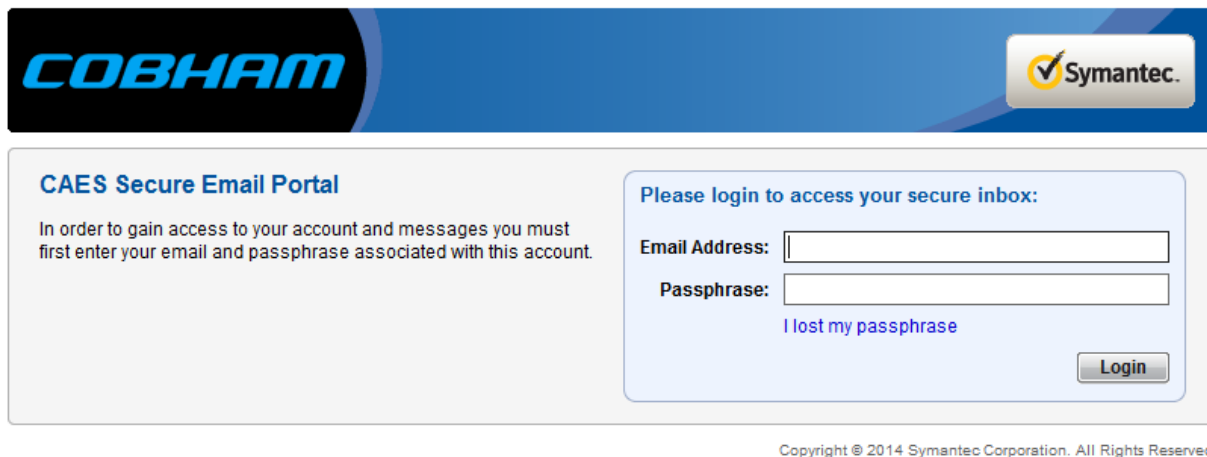 COBHAM
Symantec.
CAES Secure Email Portal
In order to gain access to your account and messages you must
first enter your email and passphrase associated with this account.
Please login to access your secure inbox:
Email Address:
Passphrase:
I lost my passphrase
Login
Copyright © 2014 Symantec Corporation. All Rights Reserved